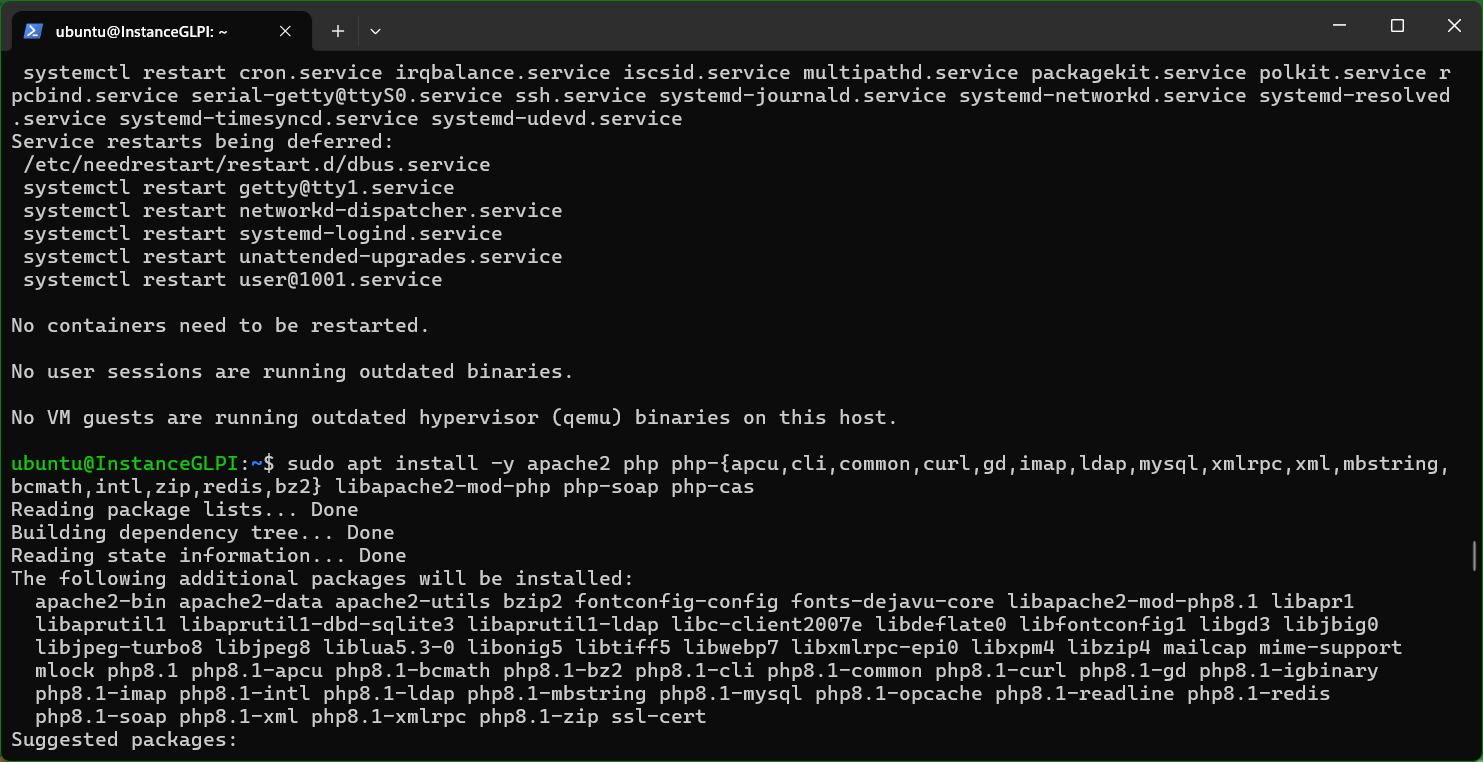 ubuntu@InstanceGLPI: ~
 systemctl restart cron.service irqbalance.service iscsid.service multipathd.service packagekit.service polkit.service r
pcbind.service serial-getty@ttyS0.service ssh.service systemd-journald.service systemd-networkd.service systemd-resolved
.service systemd-timesyncd.service systemd-udevd.service
Service restarts being deferred:
 /etc/needrestart/restart.d/dbus.service
 systemctl restart getty@tty1.service
 systemctl restart networkd-dispatcher.service
 systemctl restart systemd-logind.service
 systemctl restart unattended-upgrades.service
 systemctl restart user@1001.service
No containers need to be restarted.
No user sessions are running outdated binaries.
No VM guests are running outdated hypervisor (qemu) binaries on this host.
ubuntu@InstanceGLPI:~$ sudo apt install -y apache2 php php-{apcu,cli,common,curl,gd,imap,ldap,mysql,xmlrpc,xml,mbstring,
bcmath,intl,zip,redis,bz2} libapache2-mod-php php-soap php-cas
Reading package lists... Done
Building dependency tree... Done
Reading state information... Done
The following additional packages will be installed:
  apache2-bin apache2-data apache2-utils bzip2 fontconfig-config fonts-dejavu-core libapache2-mod-php8.1 libapr1
  libaprutil1 libaprutil1-dbd-sqlite3 libaprutil1-ldap libc-client2007e libdeflate0 libfontconfig1 libgd3 libjbig0
  libjpeg-turbo8 libjpeg8 liblua5.3-0 libonig5 libtiff5 libwebp7 libxmlrpc-epi0 libxpm4 libzip4 mailcap mime-support
  mlock php8.1 php8.1-apcu php8.1-bcmath php8.1-bz2 php8.1-cli php8.1-common php8.1-curl php8.1-gd php8.1-igbinary
  php8.1-imap php8.1-intl php8.1-ldap php8.1-mbstring php8.1-mysql php8.1-opcache php8.1-readline php8.1-redis
  php8.1-soap php8.1-xml php8.1-xmlrpc php8.1-zip ssl-cert
Suggested packages: